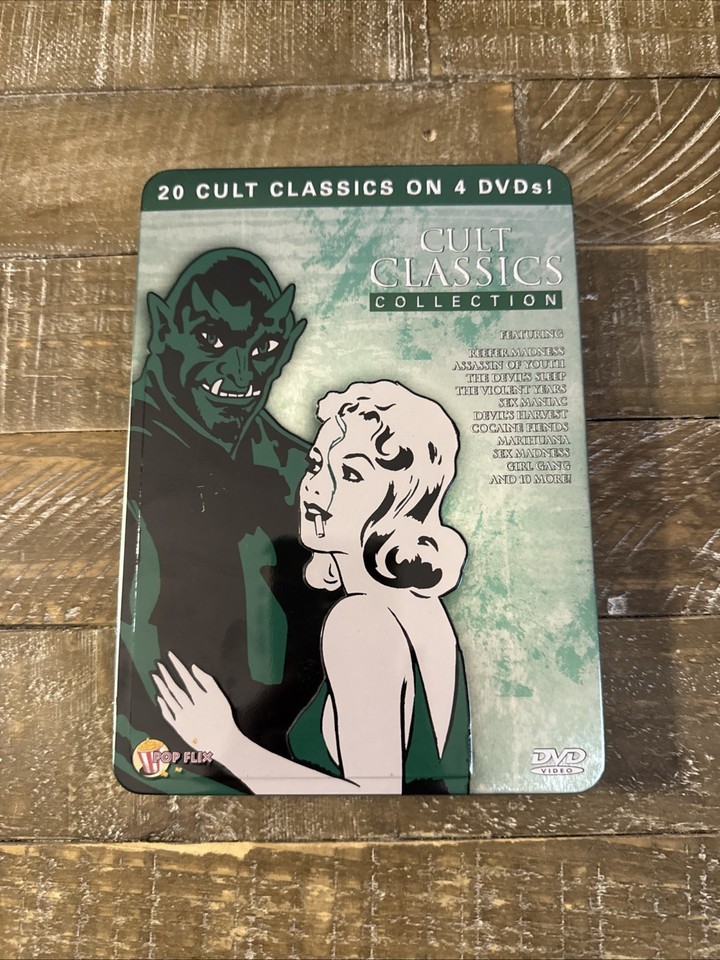 20 CULT CLASSICS ON 4 DVDs!
CULT
CLASSICS
COLLECTION
FEATURING
REEFER MADNESS
ASSASSIN OF YOUTH
THE DEVIL'S SLEEP
THE VIOLENT YEARS
SEX MANIAC
DEVIL'S HARVEST
COCAINE FIENDS
MARIHUANA
SEX MADNESS
GIRL GANG
AND 10 MORE!
POP FLIX
DVD
VIDEO